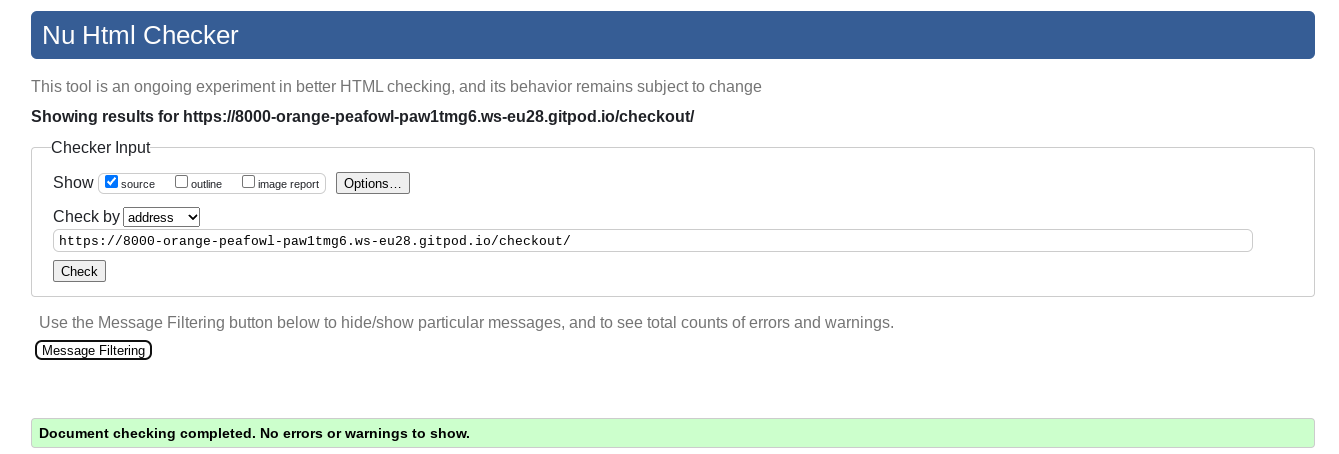 Nu Html Checker
This tool is an ongoing experiment in better HTML checking, and its behavior remains subject to change
Showing results for https://8000-orange-peafowl-paw1tmg6.ws-eu28.gitpod.io/checkout/
Checker Input
Show source outline image report Options...
Check by address
https://8000-orange-peafowl-paw1tmg6.ws-eu28.gitpod.io/checkout/
Check
Use the Message Filtering button below to hide/show particular messages, and to see total counts of errors and warnings.
Message Filtering
Document checking completed. No errors or warnings to show.